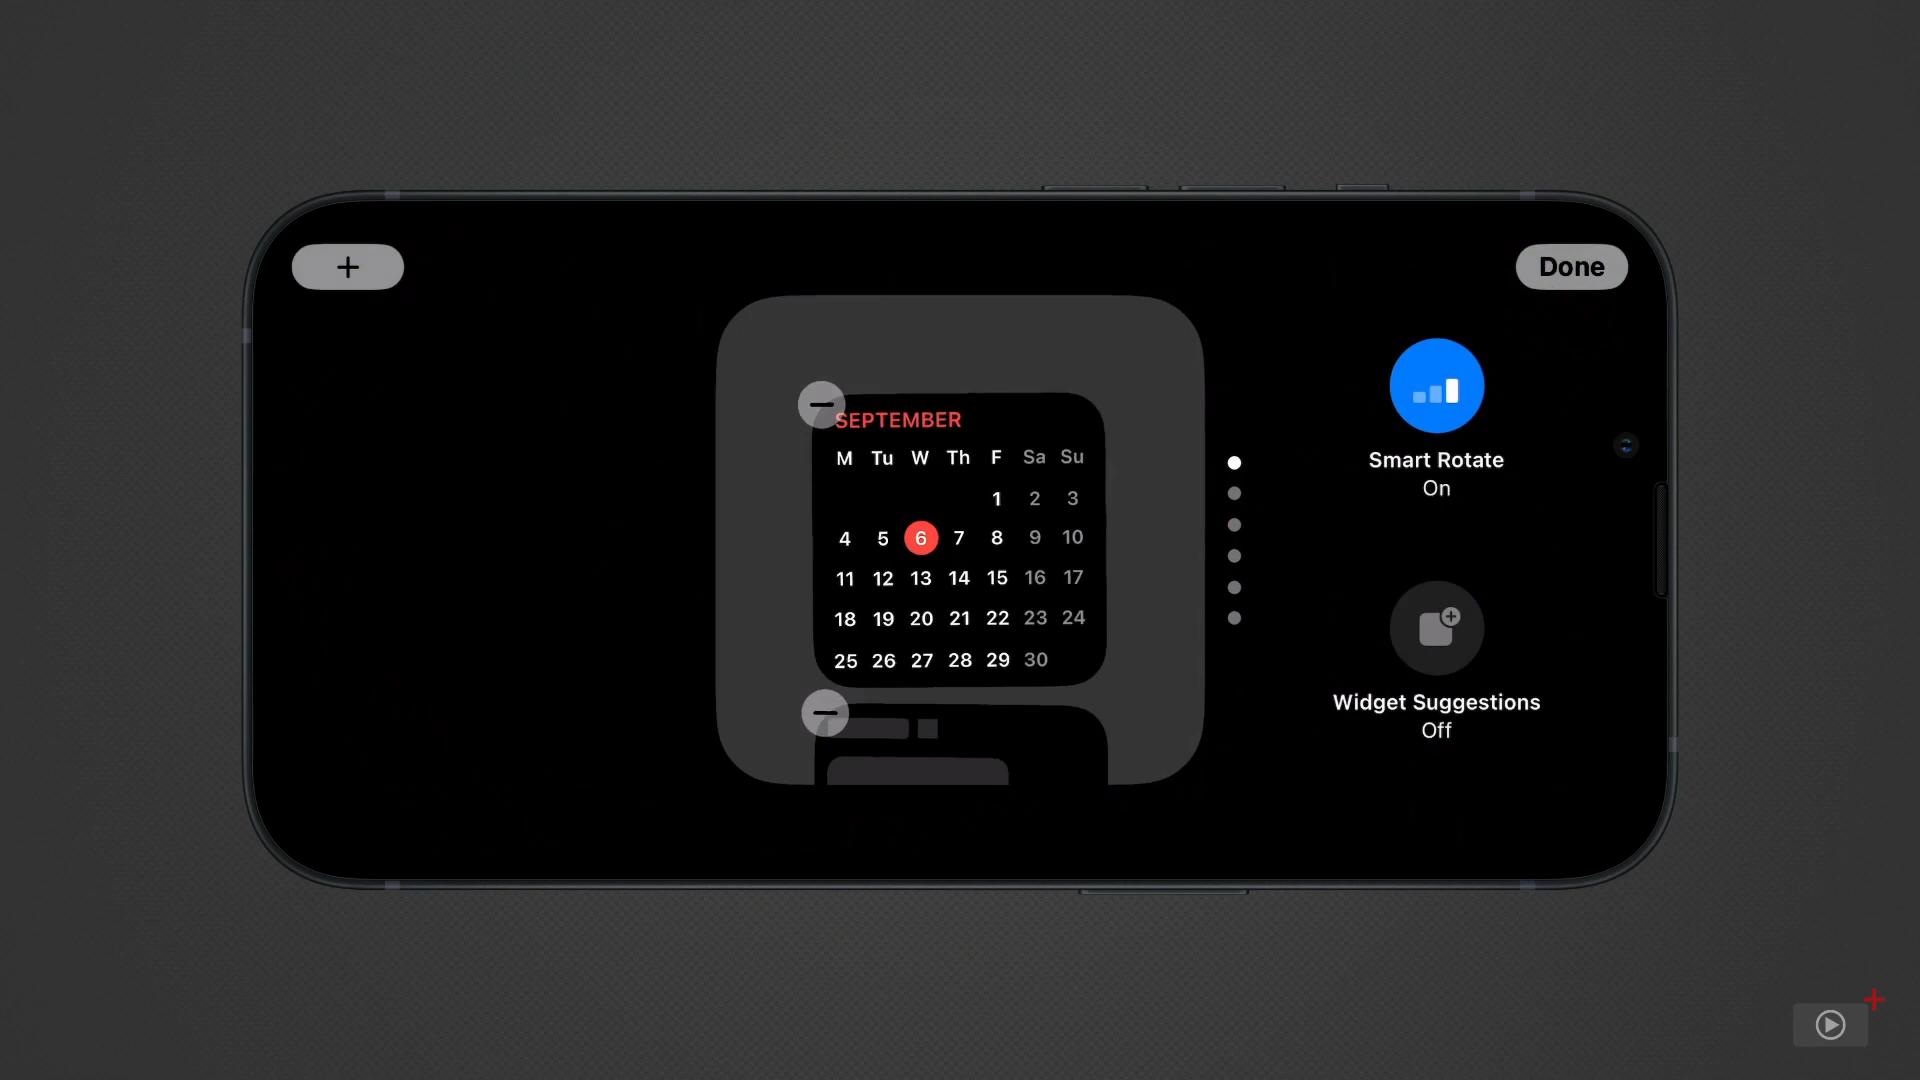 +
Done
SEPTEMBER
M Tu W Th F Sa Su
1 2 3
4 5 6 7 8 9 10
11 12 13 14 15 16 17
18 19 20 21 22 23 24
25 26 27 28 29 30
Smart Rotate
On
Widget Suggestions
Off